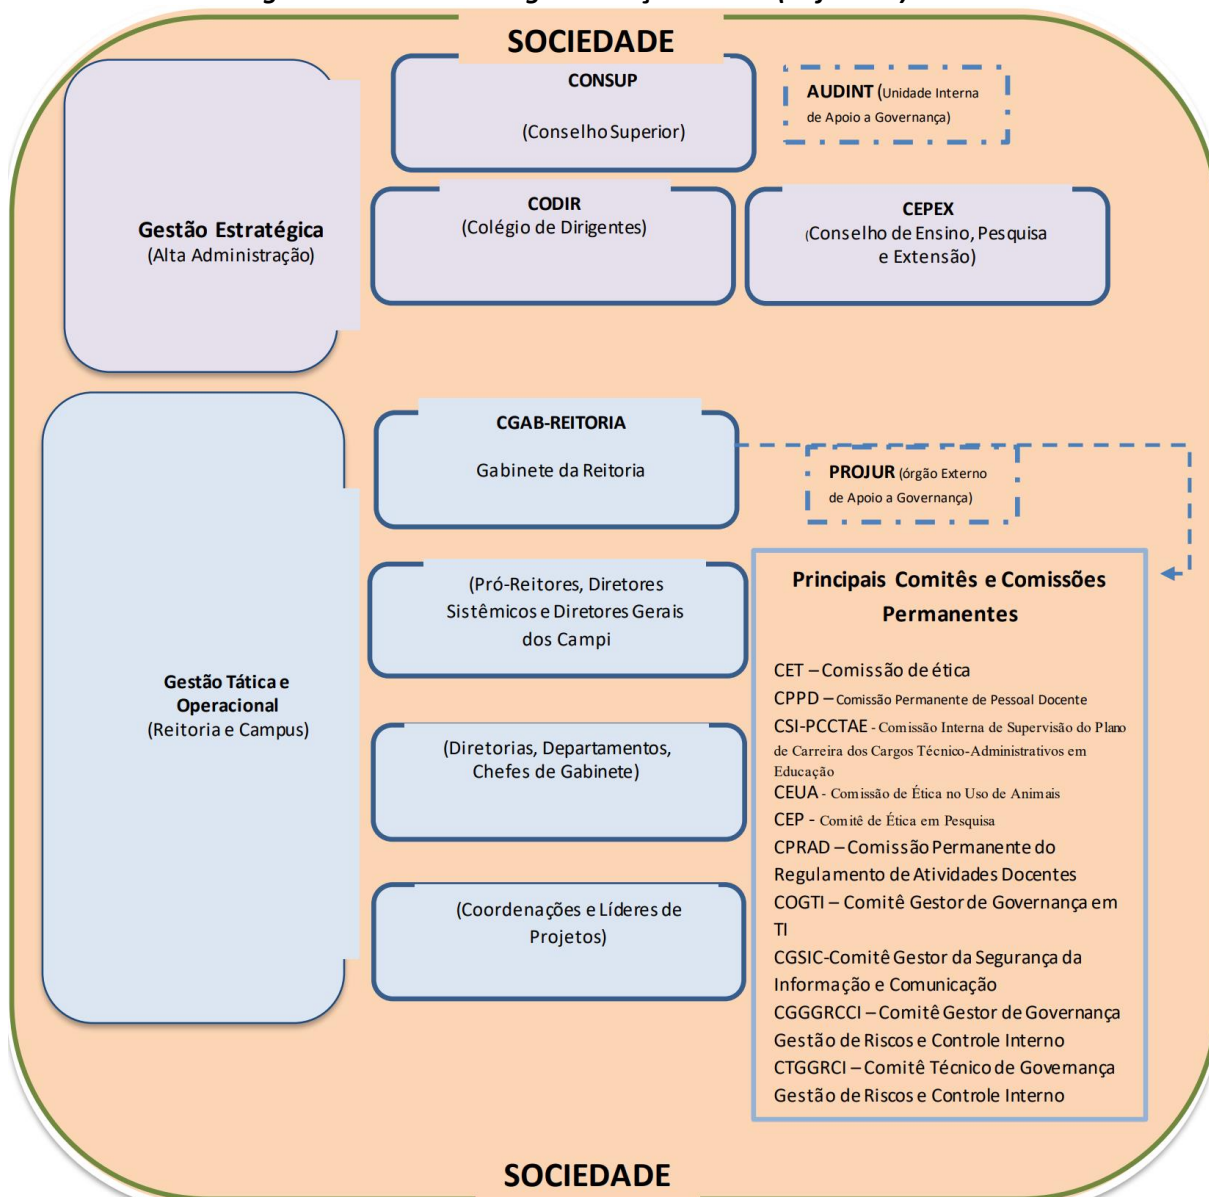 SOCIEDADE
CONSUP
(Conselho Superior)
AUDINT (Unidade Interna
de Apoio a Governança)
Gestão Estratégica
(Alta Administração)
CODIR
(Colégio de Dirigentes)
CEPEX
(Conselho de Ensino, Pesquisa
e Extensão)
CGAB-REITORIA
Gabinete da Reitoria
PROJUR (órgão Externo
de Apoio a Governança)
Gestão Tática e
Operacional
(Reitoria e Campus)
(Pró-Reitores, Diretores
Sistêmicos e Diretores Gerais
dos Campi
(Diretorias, Departamentos,
Chefes de Gabinete)
(Coordenações e Líderes de
Projetos)
Principais Comitês e Comissões
Permanentes
CET – Comissão de ética
CPPD – Comissão Permanente de Pessoal Docente
CSI-PCCTAE - Comissão Interna de Supervisão do Plano
de Carreira dos Cargos Técnico-Administrativos em
Educação
CEUA - Comissão de Ética no Uso de Animais
CEP - Comitê de Ética em Pesquisa
CPRAD – Comissão Permanente do
Regulamento de Atividades Docentes
COGTI – Comitê Gestor de Governança em
TI
CGSIC-Comitê Gestor da Segurança da
Informação e Comunicação
CGGGRCCI – Comitê Gestor de Governança
Gestão de Riscos e Controle Interno
CTGGRCI – Comitê Técnico de Governança
Gestão de Riscos e Controle Interno
SOCIEDADE